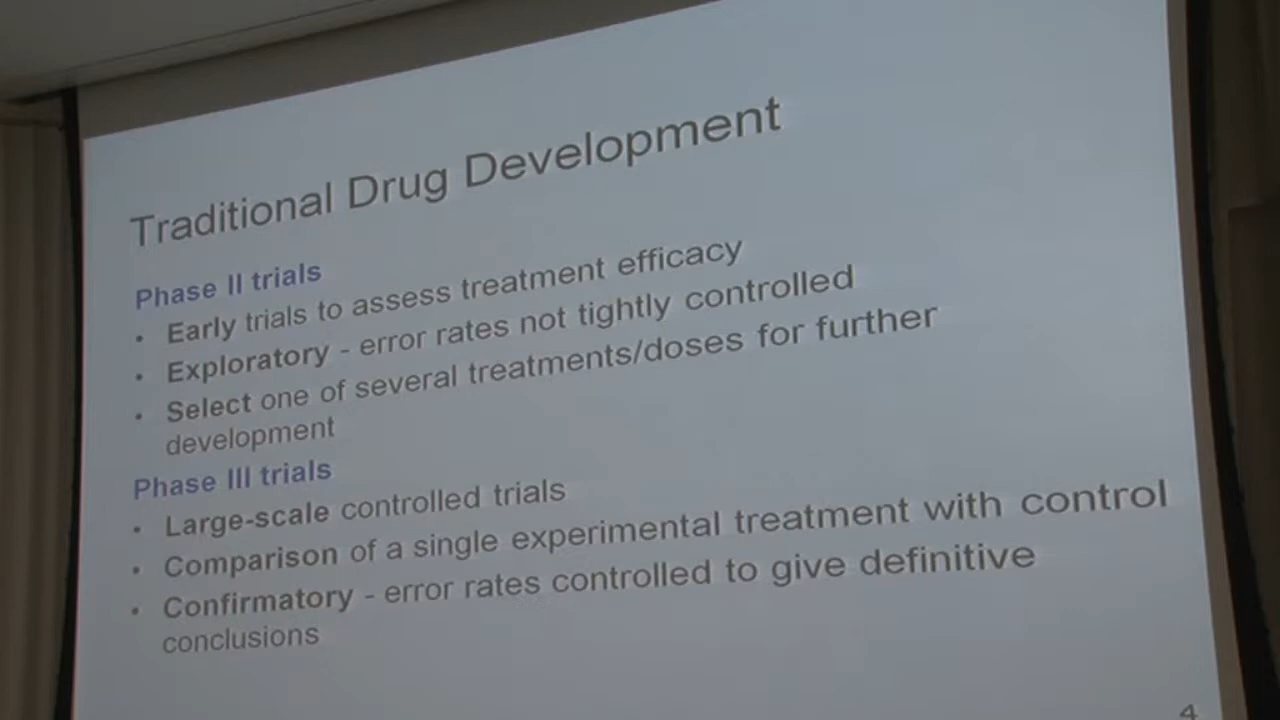 Traditional Drug Development
Phase II trials
• Early trials to assess treatment efficacy
• Exploratory - error rates not tightly controlled
• Select one of several treatments/doses for further
development
Phase III trials
• Large-scale controlled trials
• Comparison of a single experimental treatment with control
• Confirmatory - error rates controlled to give definitive
conclusions
4